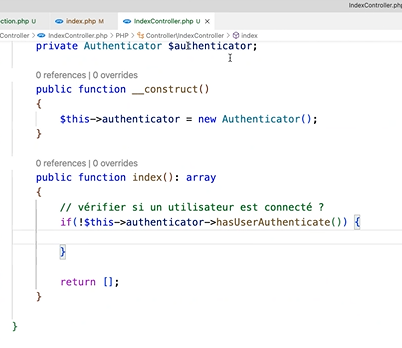 IndexController.php
ction.php U index.php M IndexController.php U ×
Controller > IndexController.php > PHP > Controller\IndexController > index
private Authenticator $authenticator;
0 references | 0 overrides
public function __construct()
{
$this->authenticator = new Authenticator();
}
0 references | 0 overrides
public function index(): array
{
// vérifier si un utilisateur est connecté ?
if(!$this->authenticator->hasUserAuthenticate()) {
}
return [];
}
}